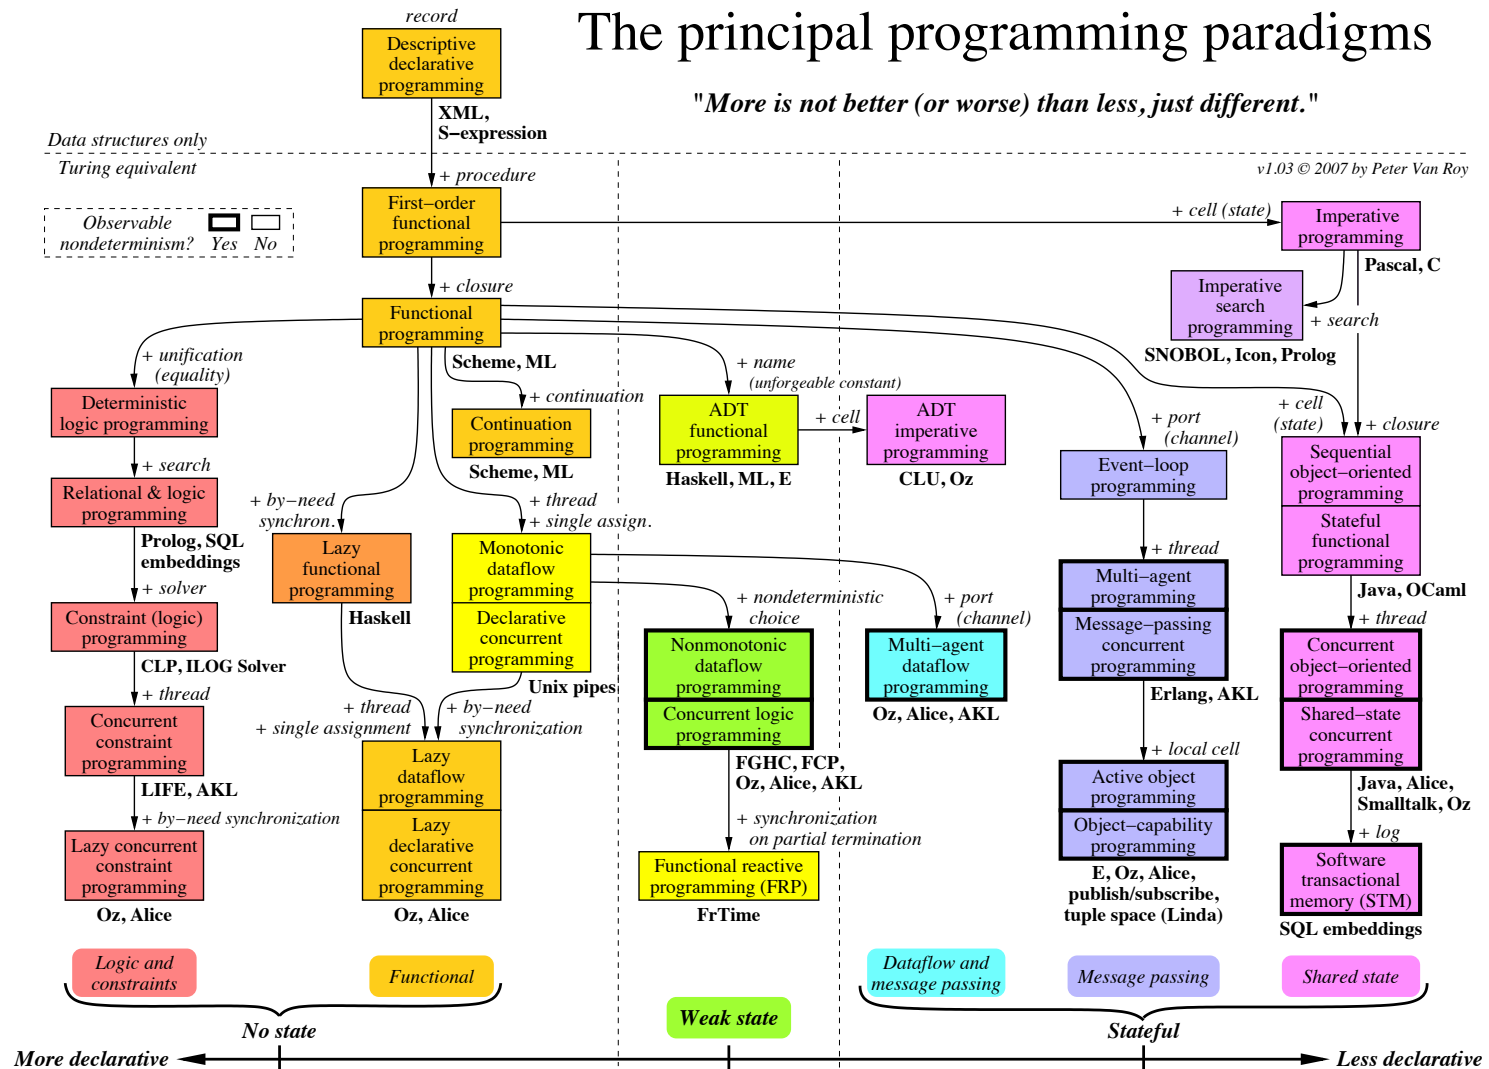 The principal programming paradigms
"More is not better (or worse) than less, just different."
v1.03 © 2007 by Peter Van Roy
record
Descriptive
declarative
programming
XML,
S−expression
Data structures only
Turing equivalent
Observable
nondeterminism?
Yes
No
+ procedure
First−order
functional
programming
+ cell (state)
Imperative
programming
Pascal, C
+ closure
Functional
programming
Scheme, ML
Imperative
search
programming
+ search
SNOBOL, Icon, Prolog
+ unification
(equality)
Deterministic
logic programming
+ search
Relational & logic
programming
Prolog, SQL
embeddings
+ solver
Constraint (logic)
programming
CLP, ILOG Solver
+ thread
Concurrent
constraint
programming
LIFE, AKL
+ by−need synchronization
Lazy concurrent
constraint
programming
Oz, Alice
+ continuation
Continuation
programming
Scheme, ML
+ by−need
synchron.
Lazy
functional
programming
Haskell
+ thread
+ single assign.
Monotonic
dataflow
programming
Declarative
concurrent
programming
Unix pipes
+ thread
+ single assignment
+ by−need
synchronization
Lazy
dataflow
programming
Lazy
declarative
concurrent
programming
Oz, Alice
+ name
(unforgeable constant)
ADT
functional
programming
Haskell, ML, E
+ cell
ADT
imperative
programming
CLU, Oz
+ nondeterministic
choice
Nonmonotonic
dataflow
programming
Concurrent logic
programming
FGHC, FCP,
Oz, Alice, AKL
+ synchronization
on partial termination
Functional reactive
programming (FRP)
FrTime
+ port
(channel)
Multi−agent
dataflow
programming
Oz, Alice, AKL
+ port
(channel)
Event−loop
programming
+ thread
Multi−agent
programming
Message−passing
concurrent
programming
Erlang, AKL
+ local cell
Active object
programming
Object−capability
programming
E, Oz, Alice,
publish/subscribe,
tuple space (Linda)
+ cell
(state)
+ closure
Sequential
object−oriented
programming
Stateful
functional
programming
Java, OCaml
+ thread
Concurrent
object−oriented
programming
Shared−state
concurrent
programming
Java, Alice,
Smalltalk, Oz
+ log
Software
transactional
memory (STM)
SQL embeddings
Logic and
constraints
Functional
Dataflow and
message passing
Message passing
Shared state
No state
Weak state
Stateful
More declarative
Less declarative